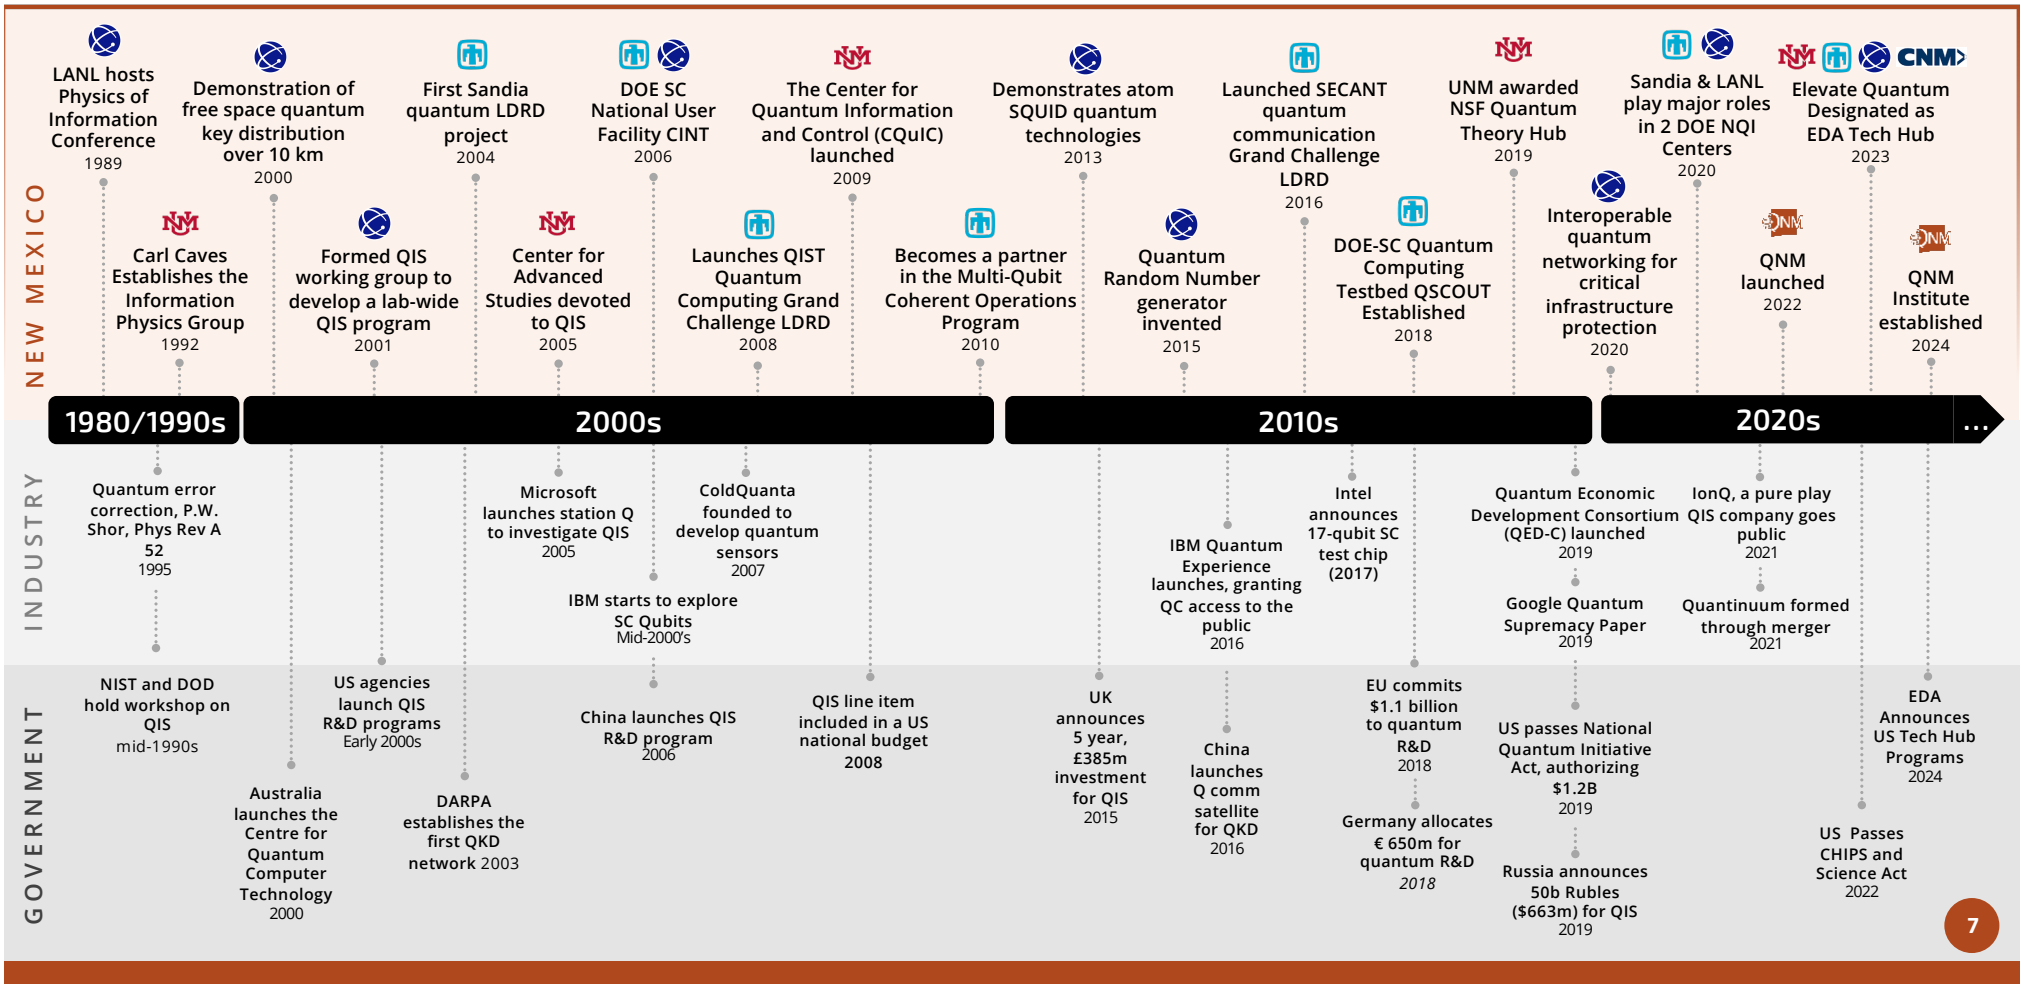 NEW MEXICO
LANL hosts
Physics of
Information
Conference
1989
Demonstration of
free space quantum
key distribution
over 10 km
2000
First Sandia
quantum LDRD
project
2004
DOE SC
National User
Facility CINT
2006
NM
The Center for
Quantum Information
and Control (CQuIC)
launched
2009
Demonstrates atom
SQUID quantum
technologies
2013
Launched SECANT
quantum
communication
Grand Challenge
LDRD
2016
NM
UNM awarded
NSF Quantum
Theory Hub
2019
Sandia & LANL
play major roles
in 2 DOE NQI
Centers
2020
NM CNM
Elevate Quantum
Designated as
EDA Tech Hub
2023
NM
Carl Caves
Establishes the
Information
Physics Group
1992
Formed QIS
working group to
develop a lab-wide
QIS program
2001
NM
Center for
Advanced
Studies devoted
to QIS
2005
Launches QIST
Quantum
Computing Grand
Challenge LDRD
2008
Becomes a partner
in the Multi-Qubit
Coherent Operations
Program
2010
Quantum
Random Number
generator
invented
2015
DOE-SC Quantum
Computing
Testbed QSCOUT
Established
2018
Interoperable
quantum
networking for
critical
infrastructure
protection
2020
QNM
QNM
launched
2022
QNM
QNM
Institute
established
2024
1980/1990s
2000s
2010s
2020s
...
INDUSTRY
Quantum error
correction, P.W.
Shor, Phys Rev A
52
1995
Microsoft
launches station Q
to investigate QIS
2005
IBM starts to explore
SC Qubits
Mid-2000’s
ColdQuanta
founded to
develop quantum
sensors
2007
IBM Quantum
Experience
launches, granting
QC access to the
public
2016
Intel
announces
17-qubit SC
test chip
(2017)
Quantum Economic
Development Consortium
(QED-C) launched
2019
Google Quantum
Supremacy Paper
2019
IonQ, a pure play
QIS company goes
public
2021
Quantinuum formed
through merger
2021
GOVERNMENT
NIST and DOD
hold workshop on
QIS
mid-1990s
Australia
launches the
Centre for
Quantum
Computer
Technology
2000
US agencies
launch QIS
R&D programs
Early 2000s
DARPA
establishes the
first QKD
network 2003
China launches QIS
R&D program
2006
QIS line item
included in a US
national budget
2008
UK
announces
5 year,
£385m
investment
for QIS
2015
China
launches
Q comm
satellite
for QKD
2016
EU commits
$1.1 billion
to quantum
R&D
2018
Germany allocates
€ 650m for
quantum R&D
2018
US passes National
Quantum Initiative
Act, authorizing
$1.2B
2019
Russia announces
50b Rubles
($663m) for QIS
2019
US Passes
CHIPS and
Science Act
2022
EDA
Announces
US Tech Hub
Programs
2024
7